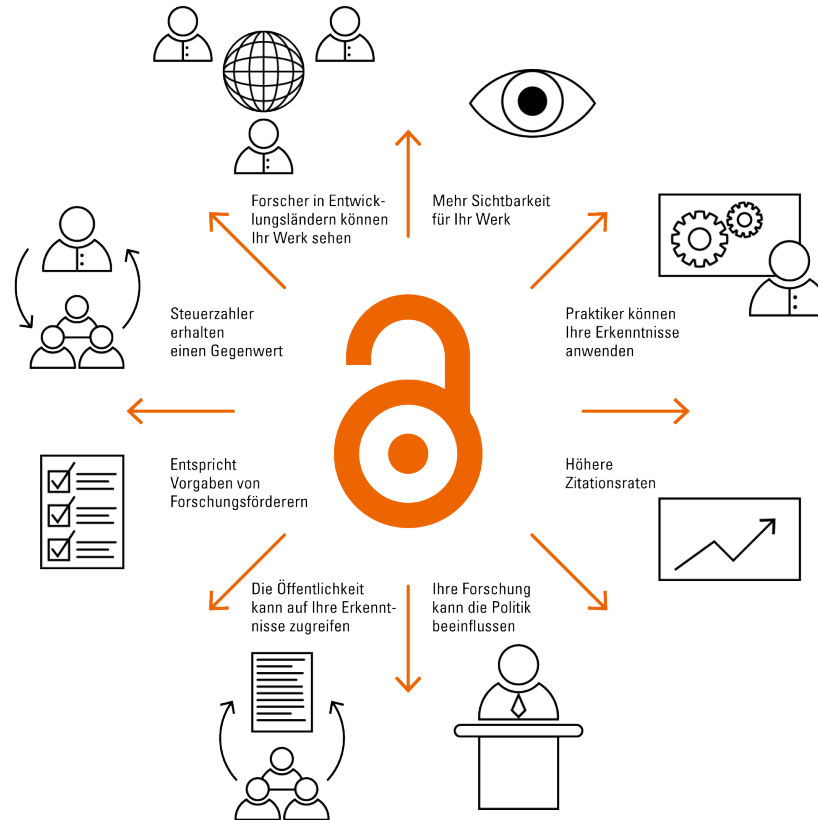 Forscher in Entwick-
lungsländern können
Ihr Werk sehen
Mehr Sichtbarkeit
für Ihr Werk
Steuerzahler
erhalten
einen Gegenwert
Praktiker können
Ihre Erkenntnisse
anwenden
Entspricht
Vorgaben von
Forschungsförderern
Höhere
Zitationsraten
Die Öffentlichkeit
kann auf Ihre Erkennt-
nisse zugreifen
Ihre Forschung
kann die Politik
beeinflussen